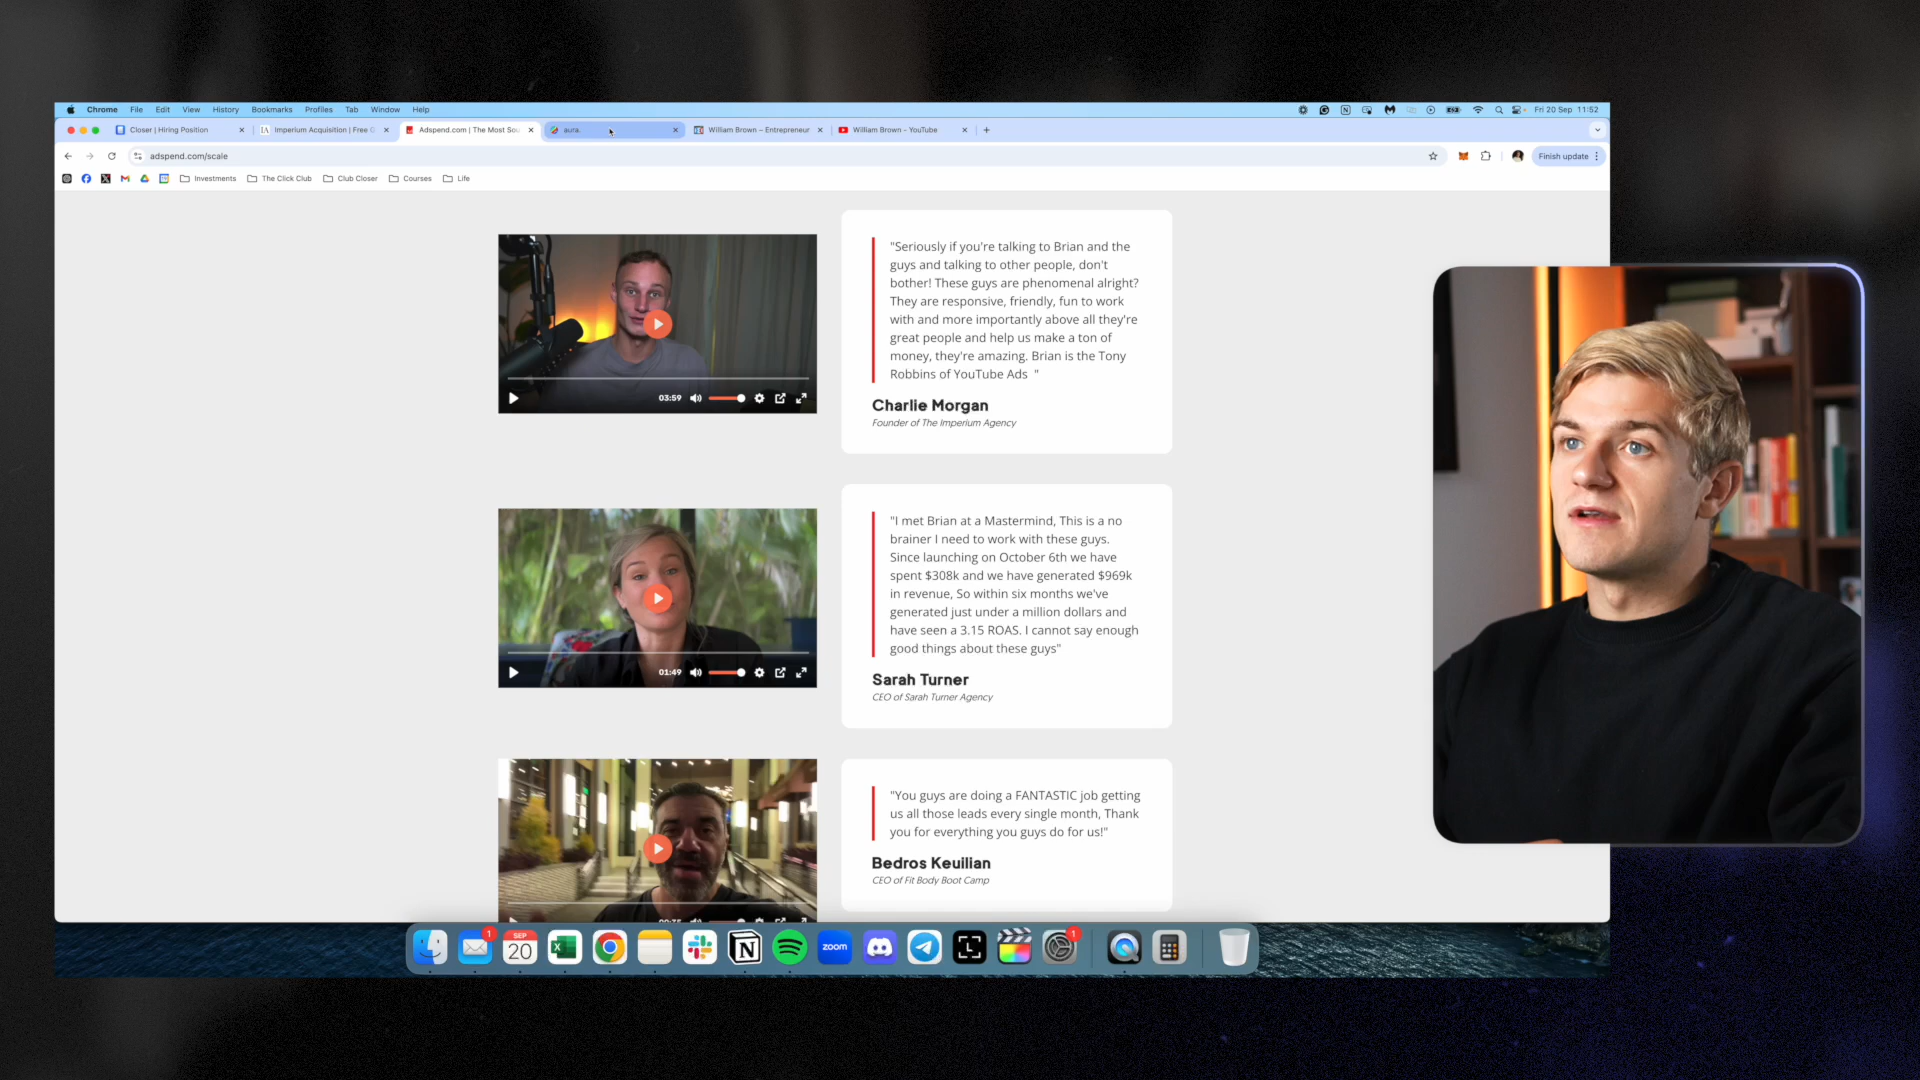 Chrome File Edit View History Bookmarks Profiles Tab Window Help
Fri 20 Sep 11:52
Closer | Hiring Position
Imperium Acquisition | Free
Adspend.com | The Most Sou
aura.
William Brown – Entrepreneur
William Brown - YouTube
adspend.com/scale
Finish update
Investments
The Click Club
Club Closer
Courses
Life
"Seriously if you're talking to Brian and the
guys and talking to other people, don't
bother! These guys are phenomenal alright?
They are responsive, friendly, fun to work
with and more importantly above all they're
great people and help us make a ton of
money, they're amazing. Brian is the Tony
Robbins of YouTube Ads "
Charlie Morgan
Founder of The Imperium Agency
03:59
"I met Brian at a Mastermind, This is a no
brainer I need to work with these guys.
Since launching on October 6th we have
spent $308k and we have generated $969k
in revenue, So within six months we've
generated just under a million dollars and
have seen a 3.15 ROAS. I cannot say enough
good things about these guys"
Sarah Turner
CEO of Sarah Turner Agency
01:49
"You guys are doing a FANTASTIC job getting
us all those leads every single month, Thank
you for everything you guys do for us!"
Bedros Keuilian
CEO of Fit Body Boot Camp
1
SEP
20
zoom
1